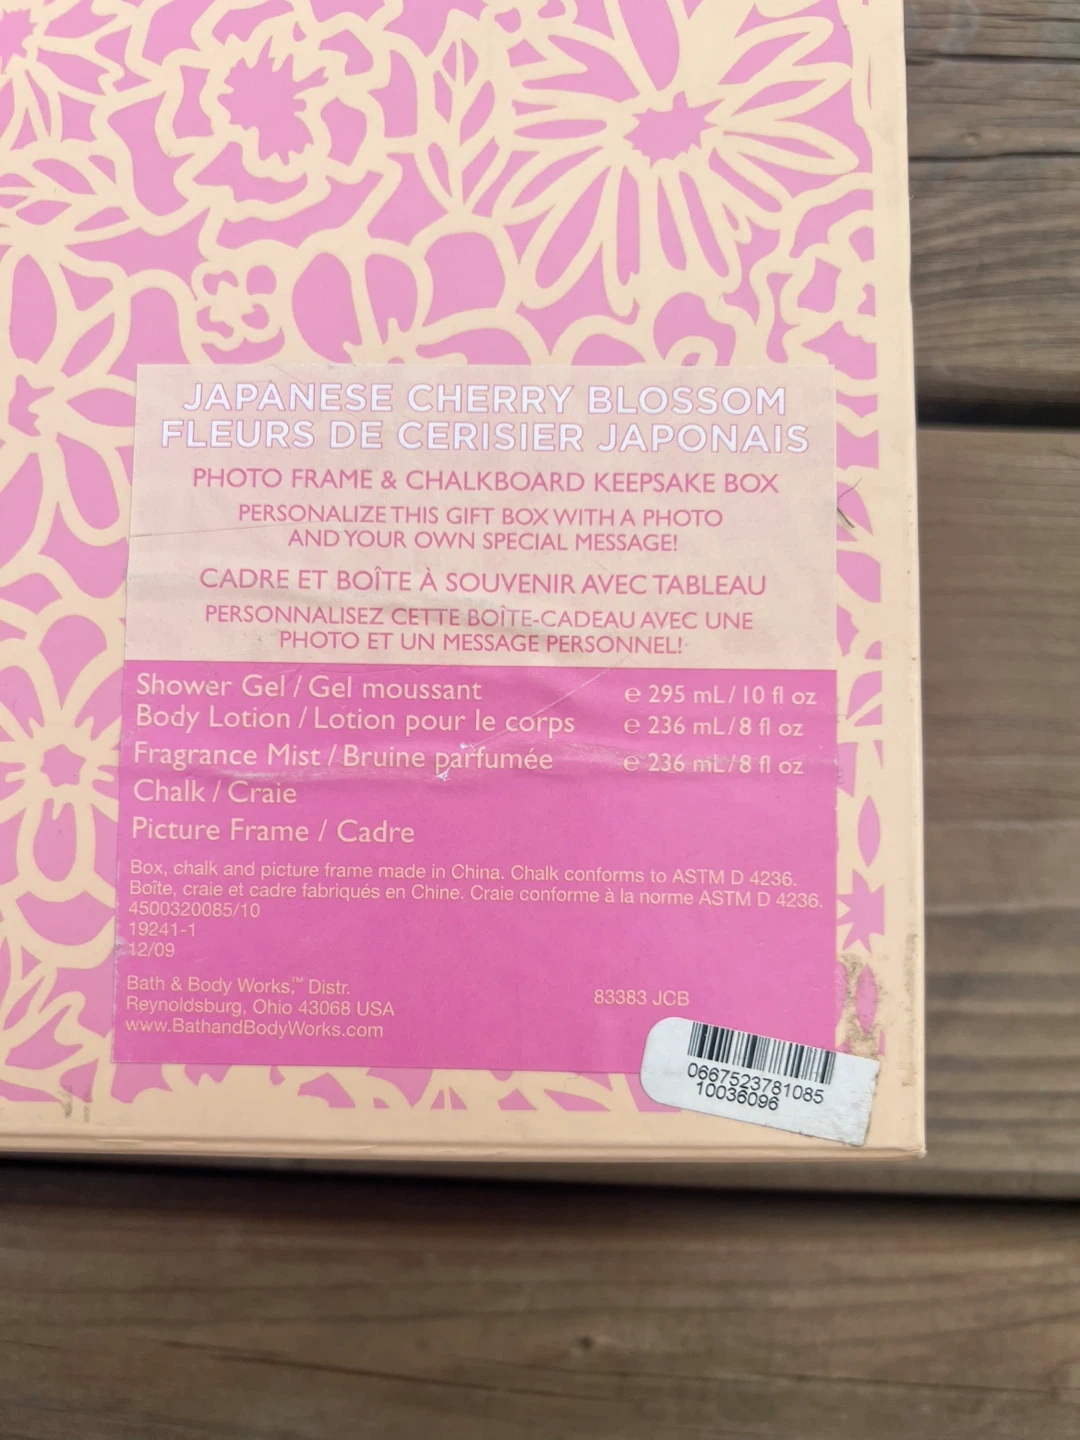 JAPANESE CHERRY BLOSSOM
FLEURS DE CERISIER JAPONAIS
PHOTO FRAME & CHALKBOARD KEEPSAKE BOX
PERSONALIZE THIS GIFT BOX WITH A PHOTO
AND YOUR OWN SPECIAL MESSAGE!
CADRE ET BOÎTE À SOUVENIR AVEC TABLEAU
PERSONNALISEZ CETTE BOÎTE-CADEAU AVEC UNE
PHOTO ET UN MESSAGE PERSONNEL!
Shower Gel / Gel moussant ℮ 295 mL/10 fl oz
Body Lotion / Lotion pour le corps ℮ 236 mL/8 fl oz
Fragrance Mist / Bruine parfumée ℮ 236 mL/8 fl oz
Chalk / Craie
Picture Frame / Cadre
Box, chalk and picture frame made in China. Chalk conforms to ASTM D 4236.
Boîte, craie et cadre fabriqués en Chine. Craie conforme à la norme ASTM D 4236.
4500320085/10
19241-1
12/09
Bath & Body Works,™ Distr.
Reynoldsburg, Ohio 43068 USA
www.BathandBodyWorks.com
83383 JCB
0667523781085
10036096